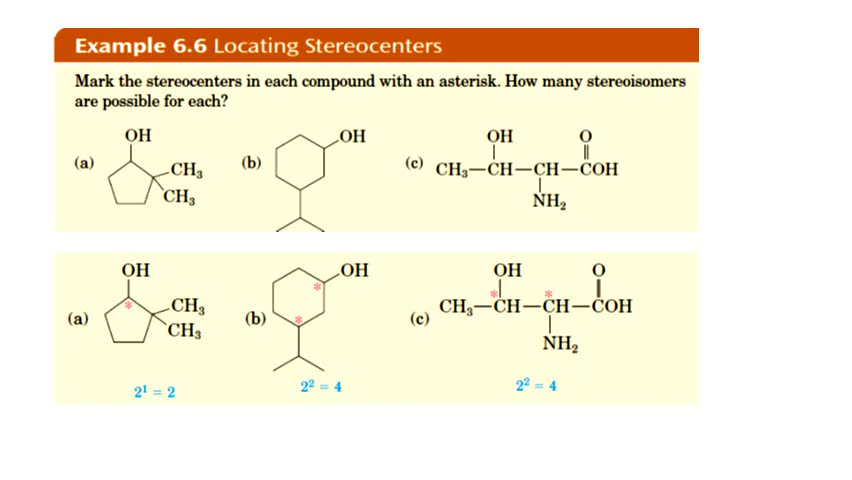 Example 6.6 Locating Stereocenters
Mark the stereocenters in each compound with an asterisk. How many stereoisomers
are possible for each?
(a) OH CH₃ CH₃
(b) OH
(c) CH₃—CH—CH—COH OH O NH₂
(a) OH * CH₃ CH₃
(b) OH * *
(c) CH₃—CH—CH—COH OH O * * NH₂
2¹ = 2
2² = 4
2² = 4